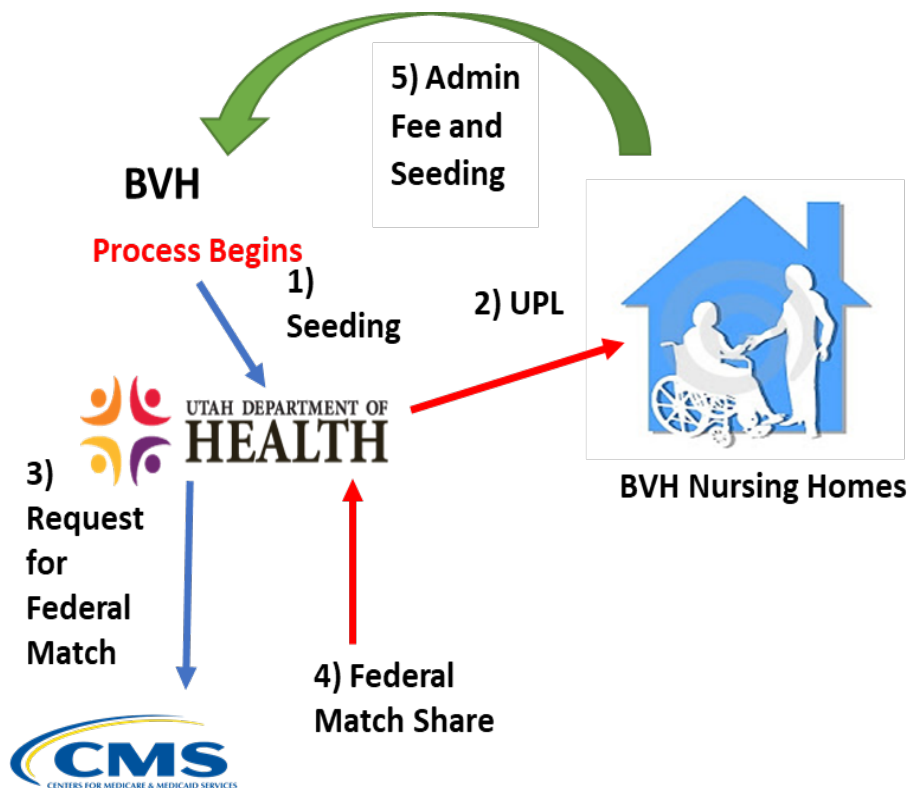 5) Admin
Fee and
Seeding
BVH
Process Begins
1)
Seeding
2) UPL
UTAH DEPARTMENT OF
HEALTH
BVH Nursing Homes
3)
Request
for
Federal
Match
4) Federal
Match Share
CMS
CENTERS FOR MEDICARE & MEDICAID SERVICES